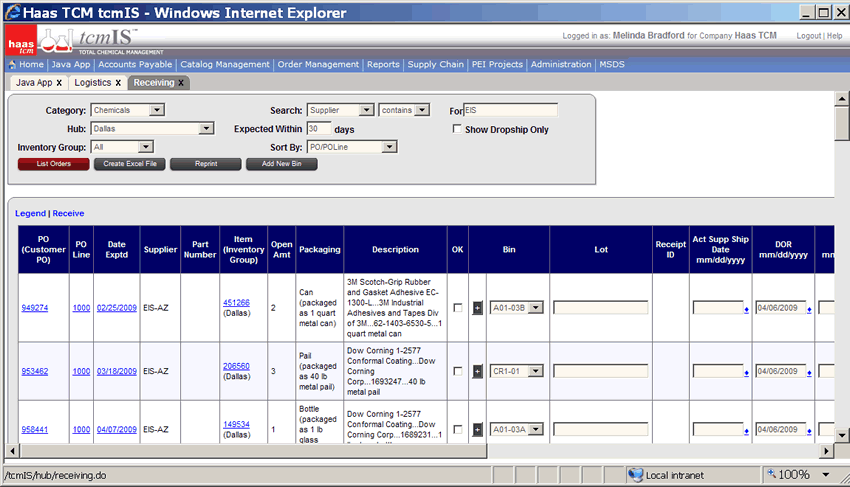 Haas TCM tcmIS - Windows Internet Explorer
haas tcm
tcmIS™
TOTAL CHEMICAL MANAGEMENT
Logged in as: Melinda Bradford for Company Haas TCM
Logout | Help
Home | Java App | Accounts Payable | Catalog Management | Order Management | Reports | Supply Chain | PEI Projects | Administration | MSDS
Java App x Logistics x Receiving x
Category: Chemicals Search: Supplier contains For EIS
Hub: Dallas Expected Within 30 days Show Dropship Only
Inventory Group: All Sort By: PO/POLine
List Orders Create Excel File Reprint Add New Bin
Legend | Receive
PO (Customer PO) PO Line Date Exptd Supplier Part Number Item (Inventory Group) Open Amt Packaging Description OK Bin Lot Receipt ID Act Supp Ship Date mm/dd/yyyy DOR mm/dd/yyyy
949274 1000 02/25/2009 EIS-AZ 451266 (Dallas) 2 Can (packaged as 1 quart metal can) 3M Scotch-Grip Rubber and Gasket Adhesive EC-1300-L...3M Industrial Adhesives and Tapes Div of 3M...62-1403-6530-5...1 quart metal can + A01-03B 04/06/2009
953462 1000 03/18/2009 EIS-AZ 206560 (Dallas) 3 Pail (packaged as 40 lb metal pail) Dow Corning 1-2577 Conformal Coating...Dow Corning Corp...1693247...40 lb metal pail + CR1-01 04/06/2009
958441 1000 04/07/2009 EIS-AZ 149534 (Dallas) 1 Bottle (packaged as 1 lb glass Dow Corning 1-2577 Conformal Coating...Dow Corning Corp...1689231...1 + A01-03A 04/06/2009
/tcmIS/hub/receiving.do
Local intranet
100%